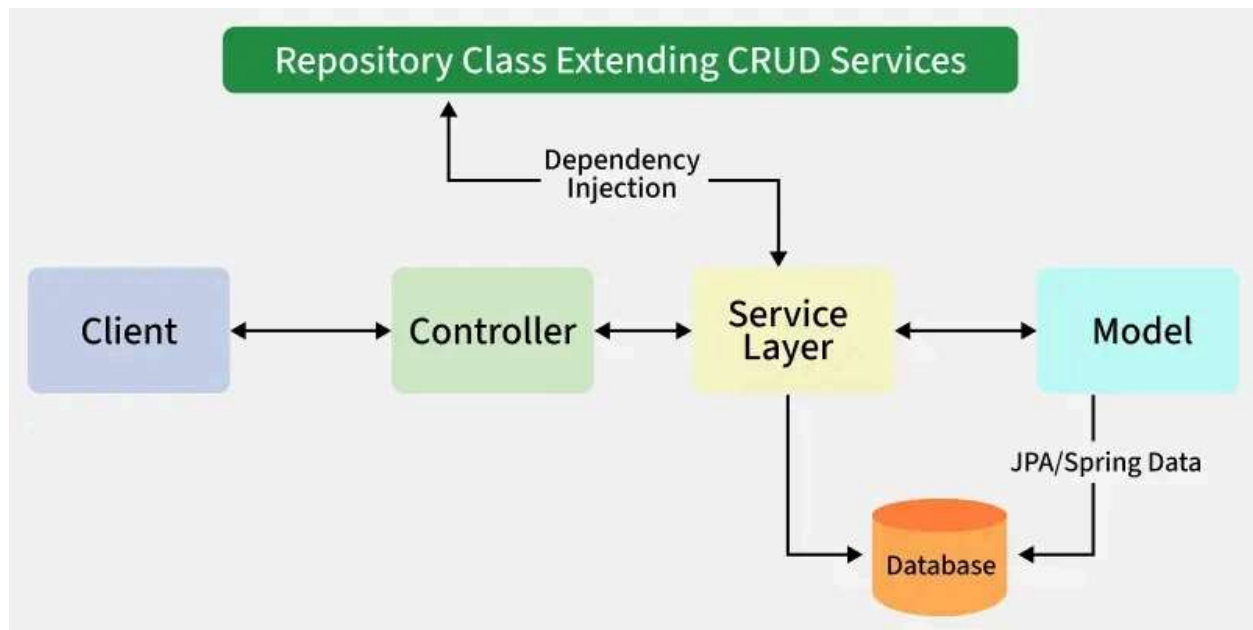 Repository Class Extending CRUD Services
Dependency
Injection
Client
Controller
Service
Layer
Model
JPA/Spring Data
Database